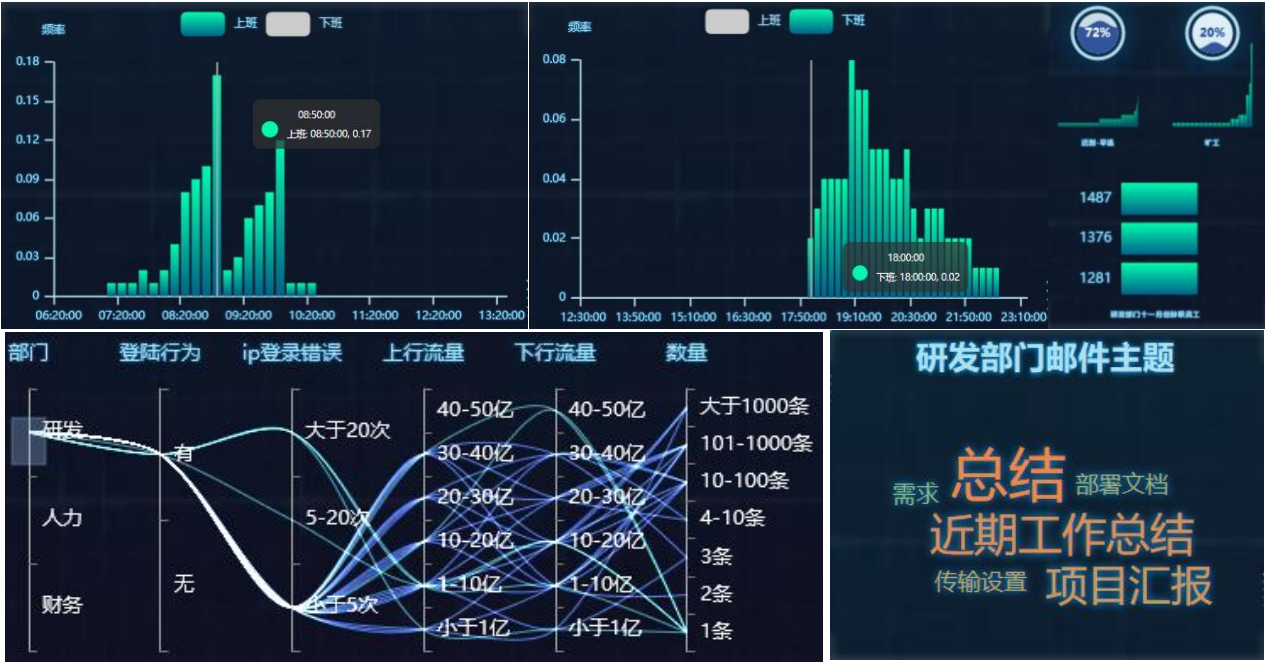 频率
上班
下班
0.18
0.15
0.12
0.09
0.06
0.03
0
06:20:00 07:20:00 08:20:00 09:20:00 10:20:00 11:20:00 12:20:00 13:20:00
08:50:00
上班: 08:50:00, 0.17
频率
上班
下班
0.08
0.06
0.04
0.02
0
12:30:00 13:50:00 15:10:00 16:30:00 17:50:00 19:10:00 20:30:00 21:50:00 23:10:00
18:00:00
下班: 18:00:00, 0.02
72%
20%
迟到-早退
旷工
1487
1376
1281
部门 登陆行为 ip登录错误 上行流量 下行流量 数量
研发
人力
财务
有
无
大于20次
5-20次
小于5次
40-50亿
30-40亿
20-30亿
10-20亿
1-10亿
小于1亿
40-50亿
30-40亿
20-30亿
10-20亿
1-10亿
小于1亿
大于1000条
101-1000条
10-100条
4-10条
3条
2条
1条
研发部门邮件主题
需求
总结
部署文档
近期工作总结
传输设置
项目汇报